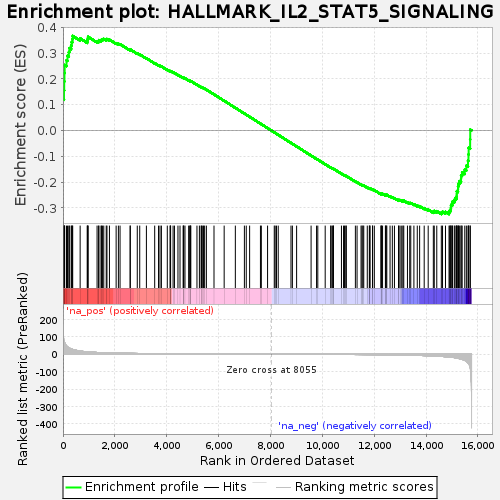 Enrichment plot: HALLMARK_IL2_STAT5_SIGNALING
Enrichment score (ES)
0.4
0.3
0.2
0.1
0.0
-0.1
-0.2
-0.3
'na_pos' (positively correlated)
Ranked list metric (PreRanked)
200
100
0
-100
-200
-300
-400
Zero cross at 8055
'na_neg' (negatively correlated)
0
2,000
4,000
6,000
8,000
10,000
12,000
14,000
16,000
Rank in Ordered Dataset
Enrichment profile
Hits
Ranking metric scores